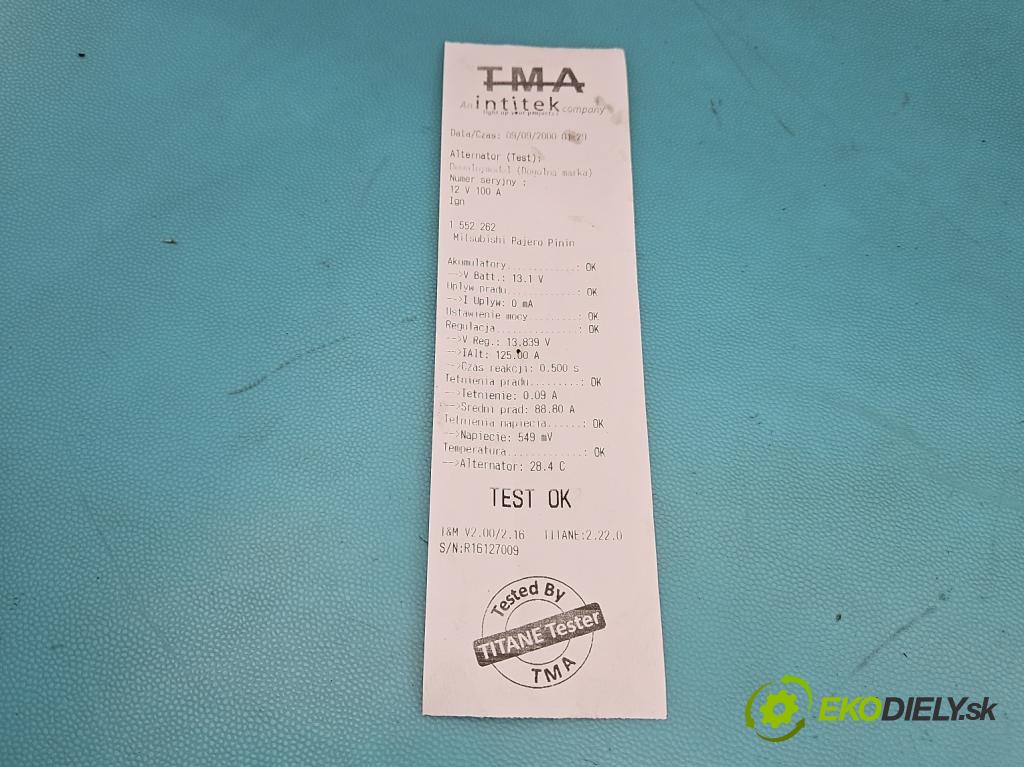 TMA
An intitek company
light up your projects!
Data/Czas: 09/09/2000 01:29
Alternator (Test):
(Dowolna marka)
Numer seryjny :
12 V 100 A
Ign
1 552 262
Mitsubishi Pajero Pinin
Akumulatory............: OK
-->V Batt.: 13.1 V
Uplyw pradu............: OK
-->I Uplyw: 0 mA
Ustawienie mocy........: OK
Regulacja..............: OK
-->V Reg.: 13.839 V
-->IAlt: 125.00 A
-->Czas reakcji: 0.500 s
Tetnienia pradu........: OK
-->Tetnienie: 0.09 A
-->Sredni prad: 88.80 A
Tetnienia napiecia.....: OK
-->Napiecie: 549 mV
Temperatura............: OK
-->Alternator: 28.4 C
TEST OK
T&M V2.00/2.16 TITANE:2.22.0
S/N:R16127009
Tested By
TITANE Tester
TMA
EKODIELY.sk